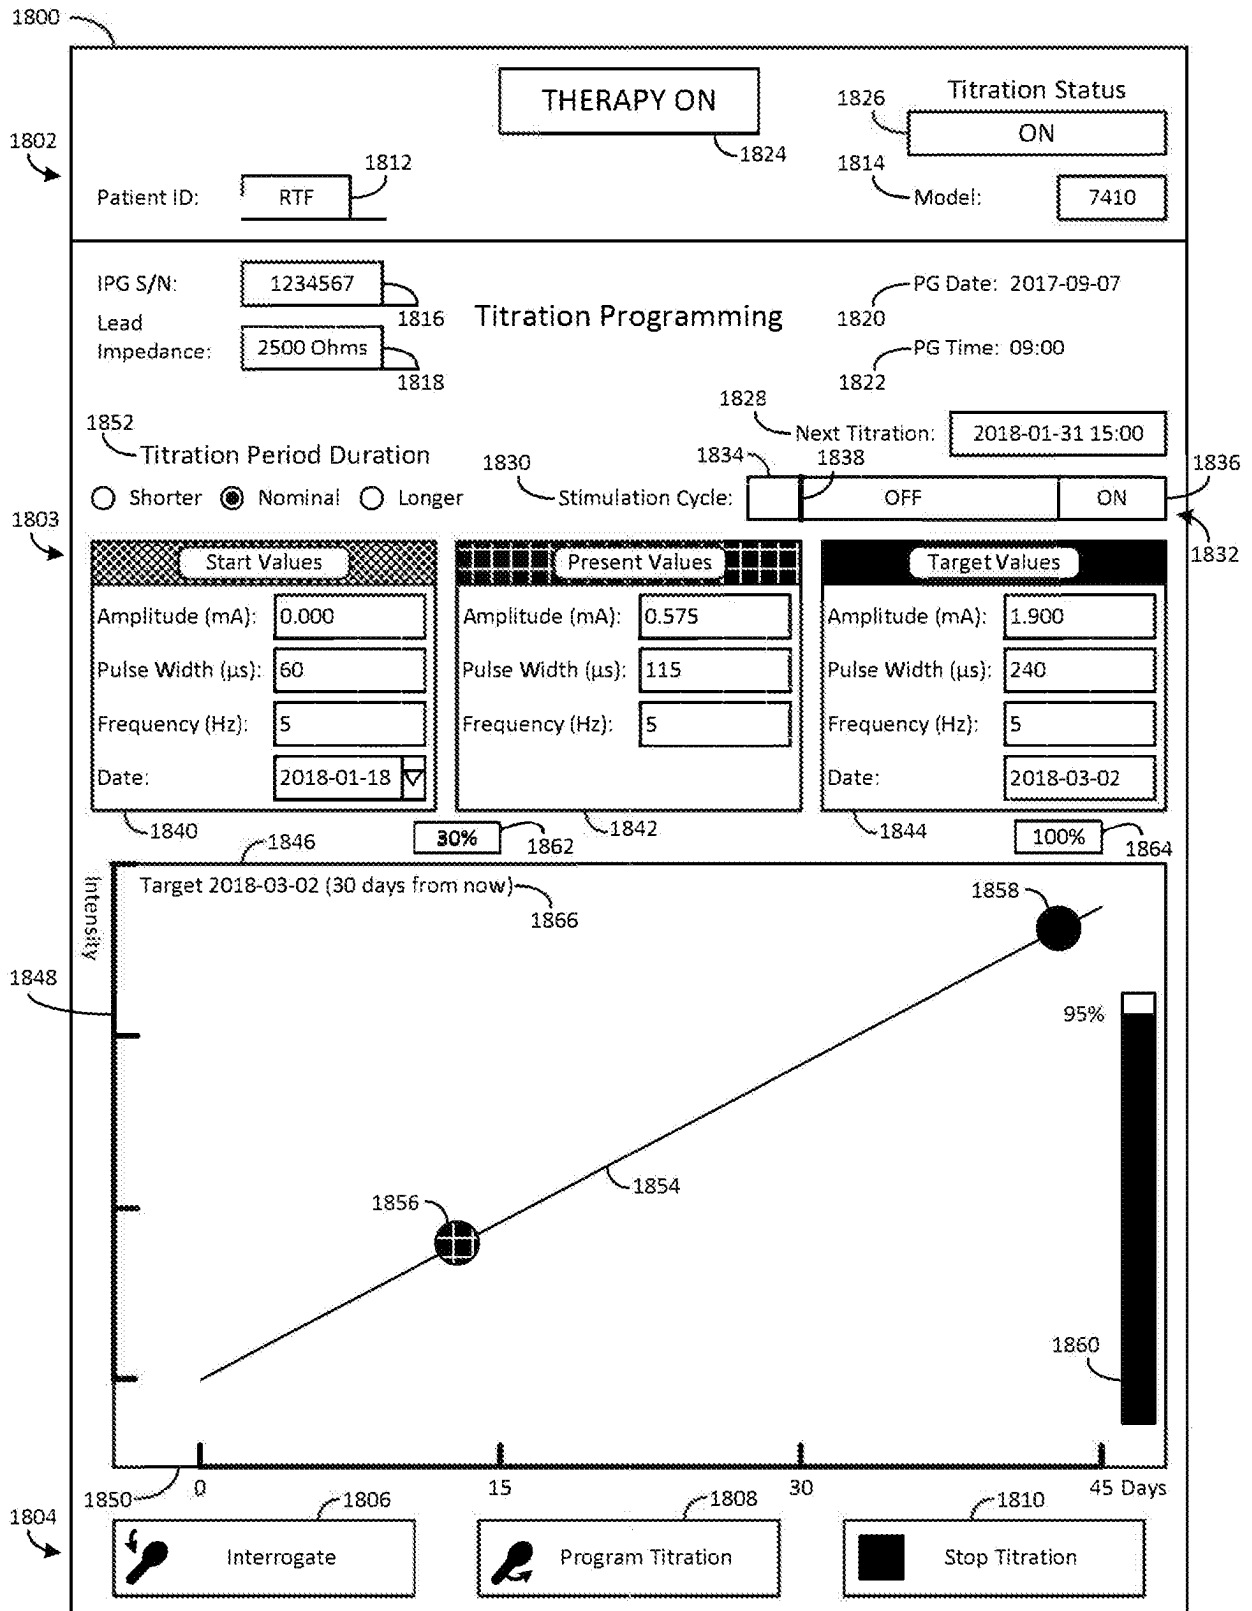 1800
THERAPY ON
1824
Titration Status
1826
ON
1802
Patient ID: RTF
1812
1814
Model: 7410
IPG S/N: 1234567
1816
Titration Programming
PG Date: 2017-09-07
1820
Lead
Impedance: 2500 Ohms
1818
PG Time: 09:00
1822
1828
Next Titration: 2018-01-31 15:00
1852
Titration Period Duration
Shorter Nominal Longer
1830
Stimulation Cycle: OFF ON
1834
1838
1836
1832
1803
Start Values
Amplitude (mA): 0.000
Pulse Width (µs): 60
Frequency (Hz): 5
Date: 2018-01-18
1840
Present Values
Amplitude (mA): 0.575
Pulse Width (µs): 115
Frequency (Hz): 5
1842
Target Values
Amplitude (mA): 1.900
Pulse Width (µs): 240
Frequency (Hz): 5
Date: 2018-03-02
1844
1846
30%
1862
100%
1864
Intensity
Target 2018-03-02 (30 days from now)
1866
1858
1848
95%
1854
1856
1860
1850
0 15 30 45 Days
1804
1806
Interrogate
1808
Program Titration
1810
Stop Titration